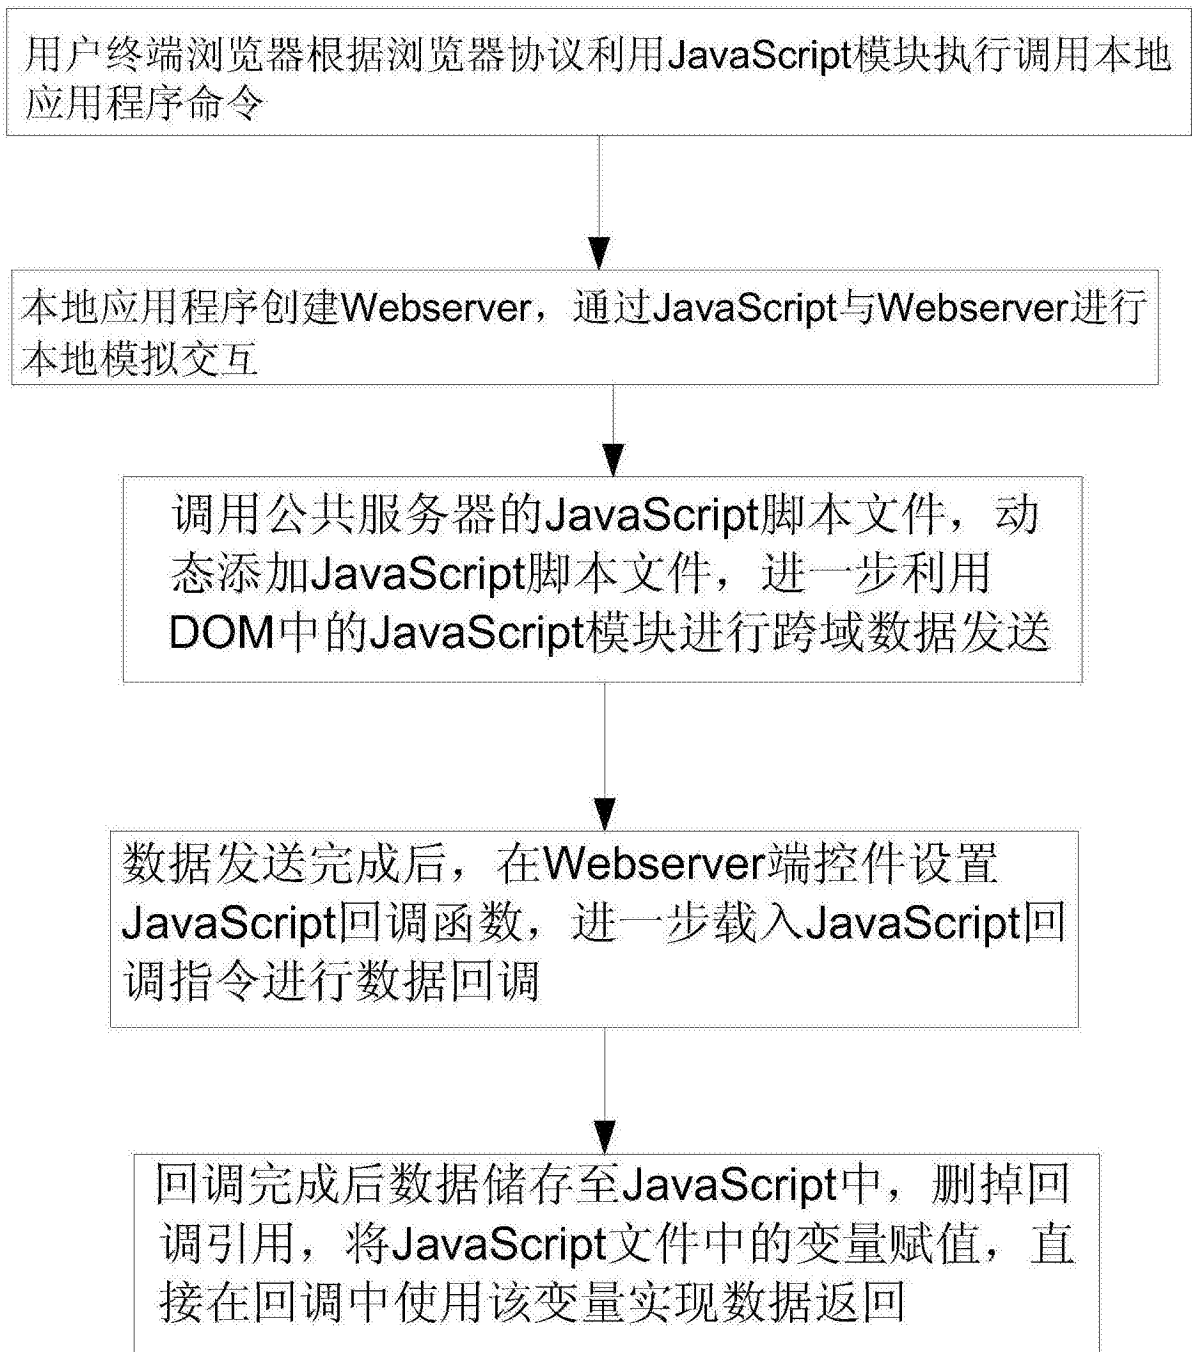 用户终端浏览器根据浏览器协议利用JavaScript模块执行调用本地
应用程序命令
本地应用程序创建Webserver，通过JavaScript与Webserver进行
本地模拟交互
调用公共服务器的JavaScript脚本文件，动
态添加JavaScript脚本文件，进一步利用
DOM中的JavaScript模块进行跨域数据发送
数据发送完成后，在Webserver端控件设置
JavaScript回调函数，进一步载入JavaScript回
调指令进行数据回调
回调完成后数据储存至JavaScript中，删掉回
调引用，将JavaScript文件中的变量赋值，直
接在回调中使用该变量实现数据返回